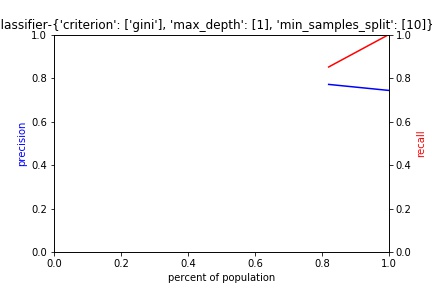 lassifier-{'criterion': ['gini'], 'max_depth': [1], 'min_samples_split': [10]}
1.0
0.8
0.6
0.4
0.2
0.0
precision
1.0
0.8
0.6
0.4
0.2
0.0
recall
0.0 0.2 0.4 0.6 0.8 1.0
percent of population